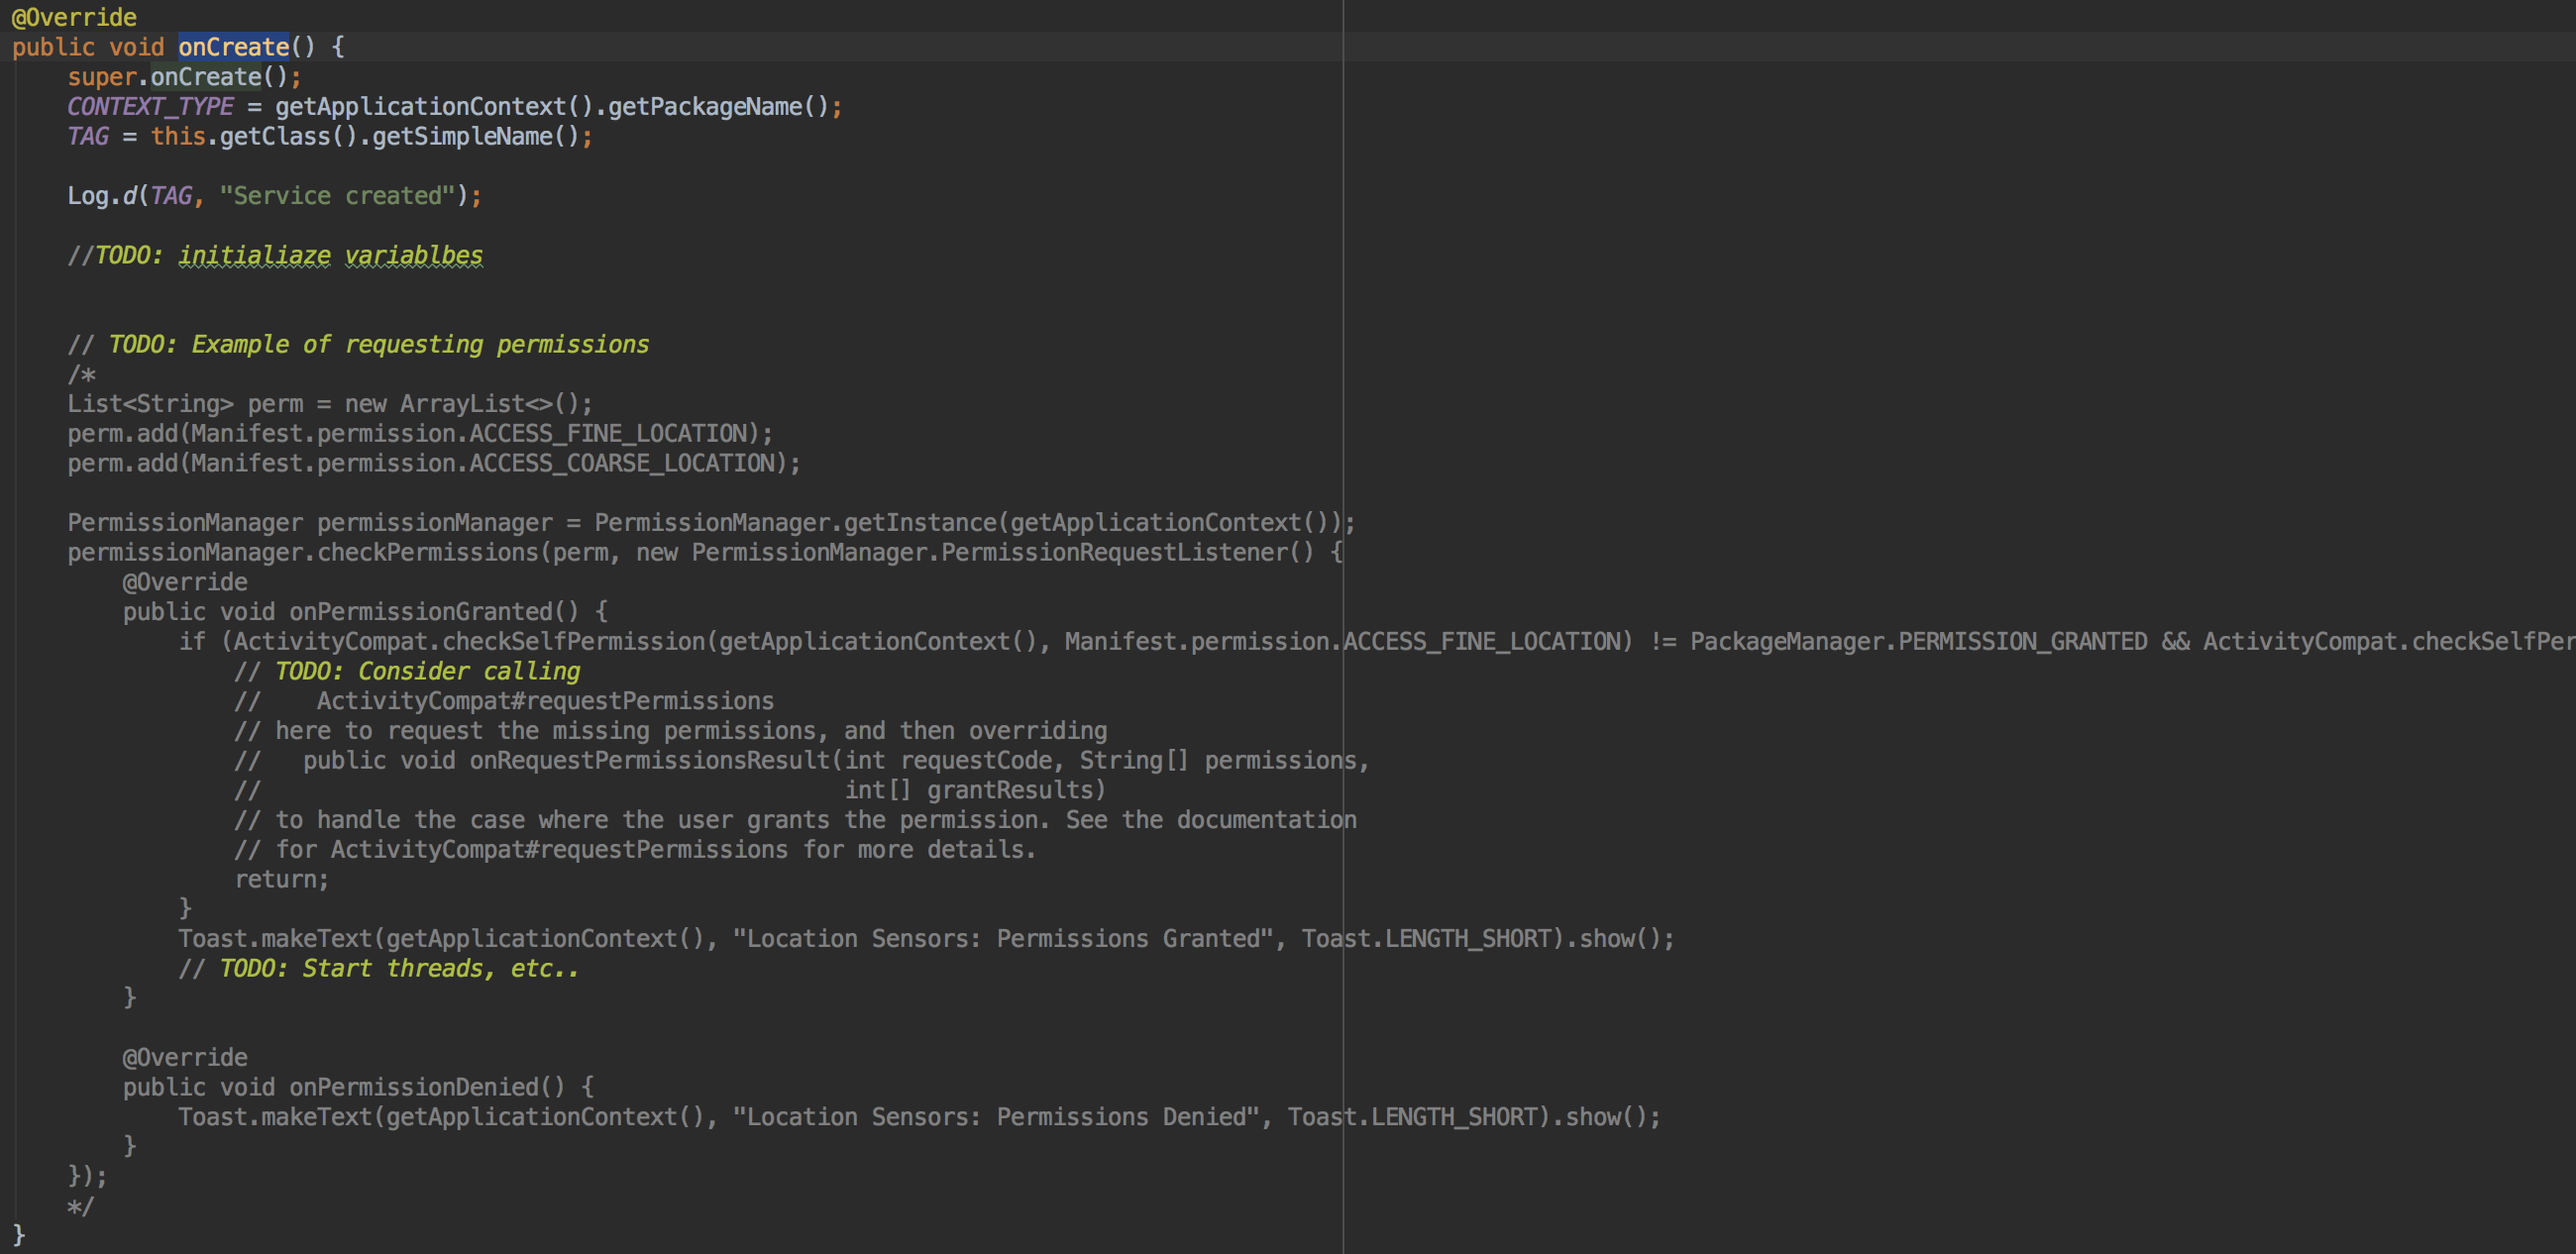 @Override
public void onCreate() {
    super.onCreate();
    CONTEXT_TYPE = getApplicationContext().getPackageName();
    TAG = this.getClass().getSimpleName();

    Log.d(TAG, "Service created");

    //TODO: initialiaze variablbes


    // TODO: Example of requesting permissions
    /*
    List<String> perm = new ArrayList<>();
    perm.add(Manifest.permission.ACCESS_FINE_LOCATION);
    perm.add(Manifest.permission.ACCESS_COARSE_LOCATION);

    PermissionManager permissionManager = PermissionManager.getInstance(getApplicationContext());
    permissionManager.checkPermissions(perm, new PermissionManager.PermissionRequestListener() {
        @Override
        public void onPermissionGranted() {
            if (ActivityCompat.checkSelfPermission(getApplicationContext(), Manifest.permission.ACCESS_FINE_LOCATION) != PackageManager.PERMISSION_GRANTED && ActivityCompat.checkSelfPer
                // TODO: Consider calling
                //    ActivityCompat#requestPermissions
                // here to request the missing permissions, and then overriding
                //   public void onRequestPermissionsResult(int requestCode, String[] permissions,
                //                                          int[] grantResults)
                // to handle the case where the user grants the permission. See the documentation
                // for ActivityCompat#requestPermissions for more details.
                return;
            }
            Toast.makeText(getApplicationContext(), "Location Sensors: Permissions Granted", Toast.LENGTH_SHORT).show();
            // TODO: Start threads, etc..
        }

        @Override
        public void onPermissionDenied() {
            Toast.makeText(getApplicationContext(), "Location Sensors: Permissions Denied", Toast.LENGTH_SHORT).show();
        }
    });
    */
}